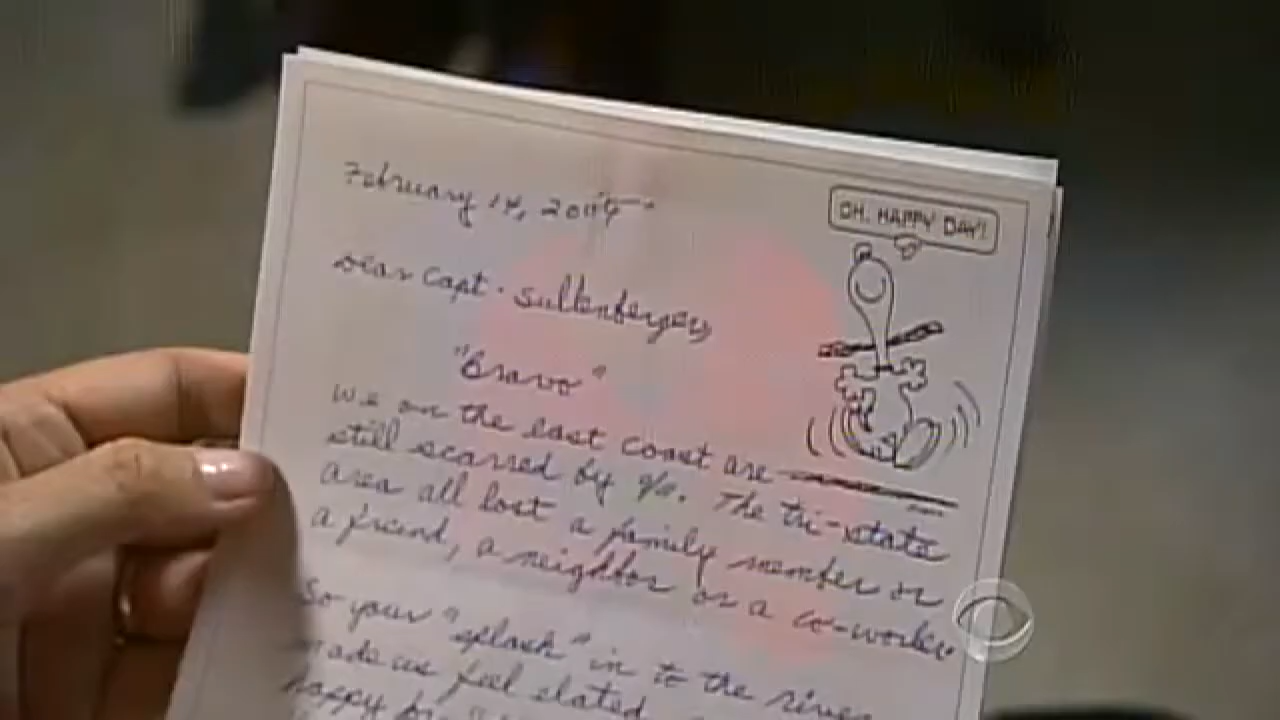 February 14, 2009
OH, HAPPY DAY!
Dear Capt. Sullenberger,
"Bravo"
We on the East Coast are
still scarred by 9/11. The tri-state
area all lost a family member or
a friend, a neighbor or a co-worker
So your "splash" in to the river
made us feel elated
happy for